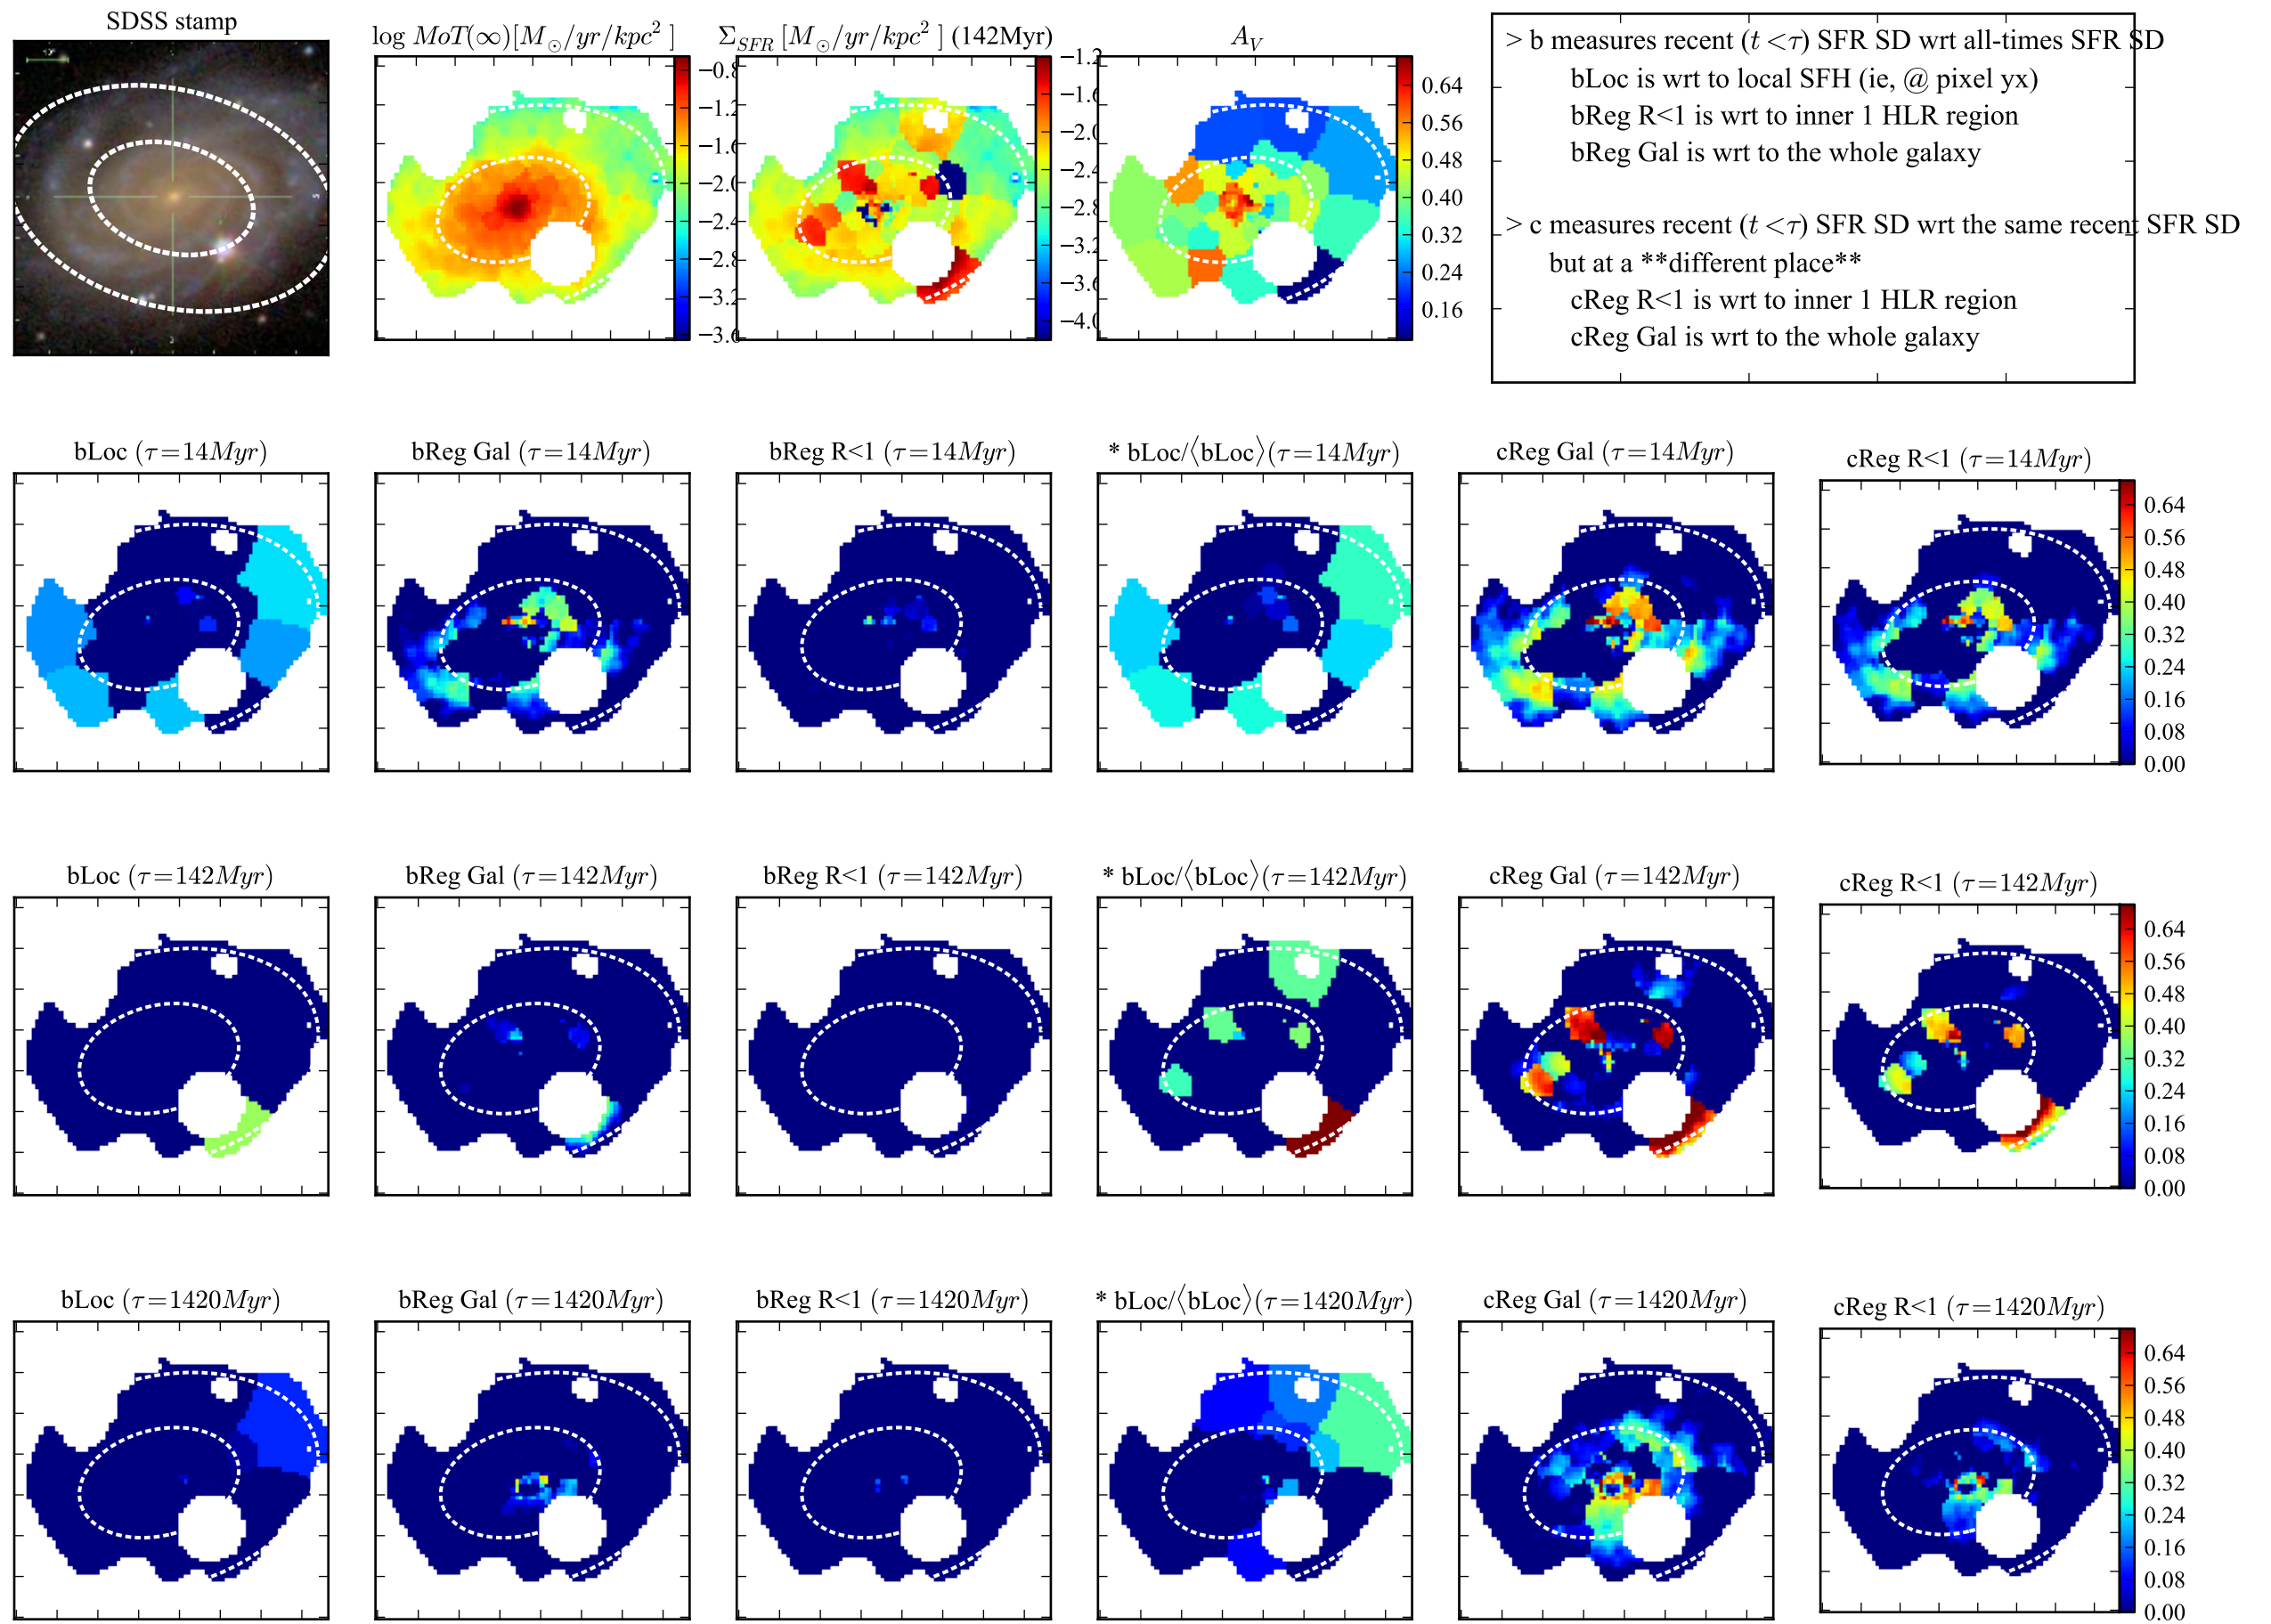 SDSS stamp
log MoT(∞)[M⊙/yr/kpc² ]
Σ_SFR [M⊙/yr/kpc² ] (142Myr)
A_V
−0.8
−1.2
−1.6
−2.0
−2.4
−2.8
−3.2
−3.6
−1.2
−1.6
−2.0
−2.4
−2.8
−3.2
−3.6
−4.0
0.64
0.56
0.48
0.40
0.32
0.24
0.16
> b measures recent (t <τ) SFR SD wrt all-times SFR SD
bLoc is wrt to local SFH (ie, @ pixel yx)
bReg R<1 is wrt to inner 1 HLR region
bReg Gal is wrt to the whole galaxy
> c measures recent (t <τ) SFR SD wrt the same recent SFR SD
but at a **different place**
cReg R<1 is wrt to inner 1 HLR region
cReg Gal is wrt to the whole galaxy
bLoc (τ=14Myr)
bReg Gal (τ=14Myr)
bReg R<1 (τ=14Myr)
* bLoc/⟨bLoc⟩(τ=14Myr)
cReg Gal (τ=14Myr)
cReg R<1 (τ=14Myr)
0.64
0.56
0.48
0.40
0.32
0.24
0.16
0.08
0.00
bLoc (τ=142Myr)
bReg Gal (τ=142Myr)
bReg R<1 (τ=142Myr)
* bLoc/⟨bLoc⟩(τ=142Myr)
cReg Gal (τ=142Myr)
cReg R<1 (τ=142Myr)
0.64
0.56
0.48
0.40
0.32
0.24
0.16
0.08
0.00
bLoc (τ=1420Myr)
bReg Gal (τ=1420Myr)
bReg R<1 (τ=1420Myr)
* bLoc/⟨bLoc⟩(τ=1420Myr)
cReg Gal (τ=1420Myr)
cReg R<1 (τ=1420Myr)
0.64
0.56
0.48
0.40
0.32
0.24
0.16
0.08
0.00